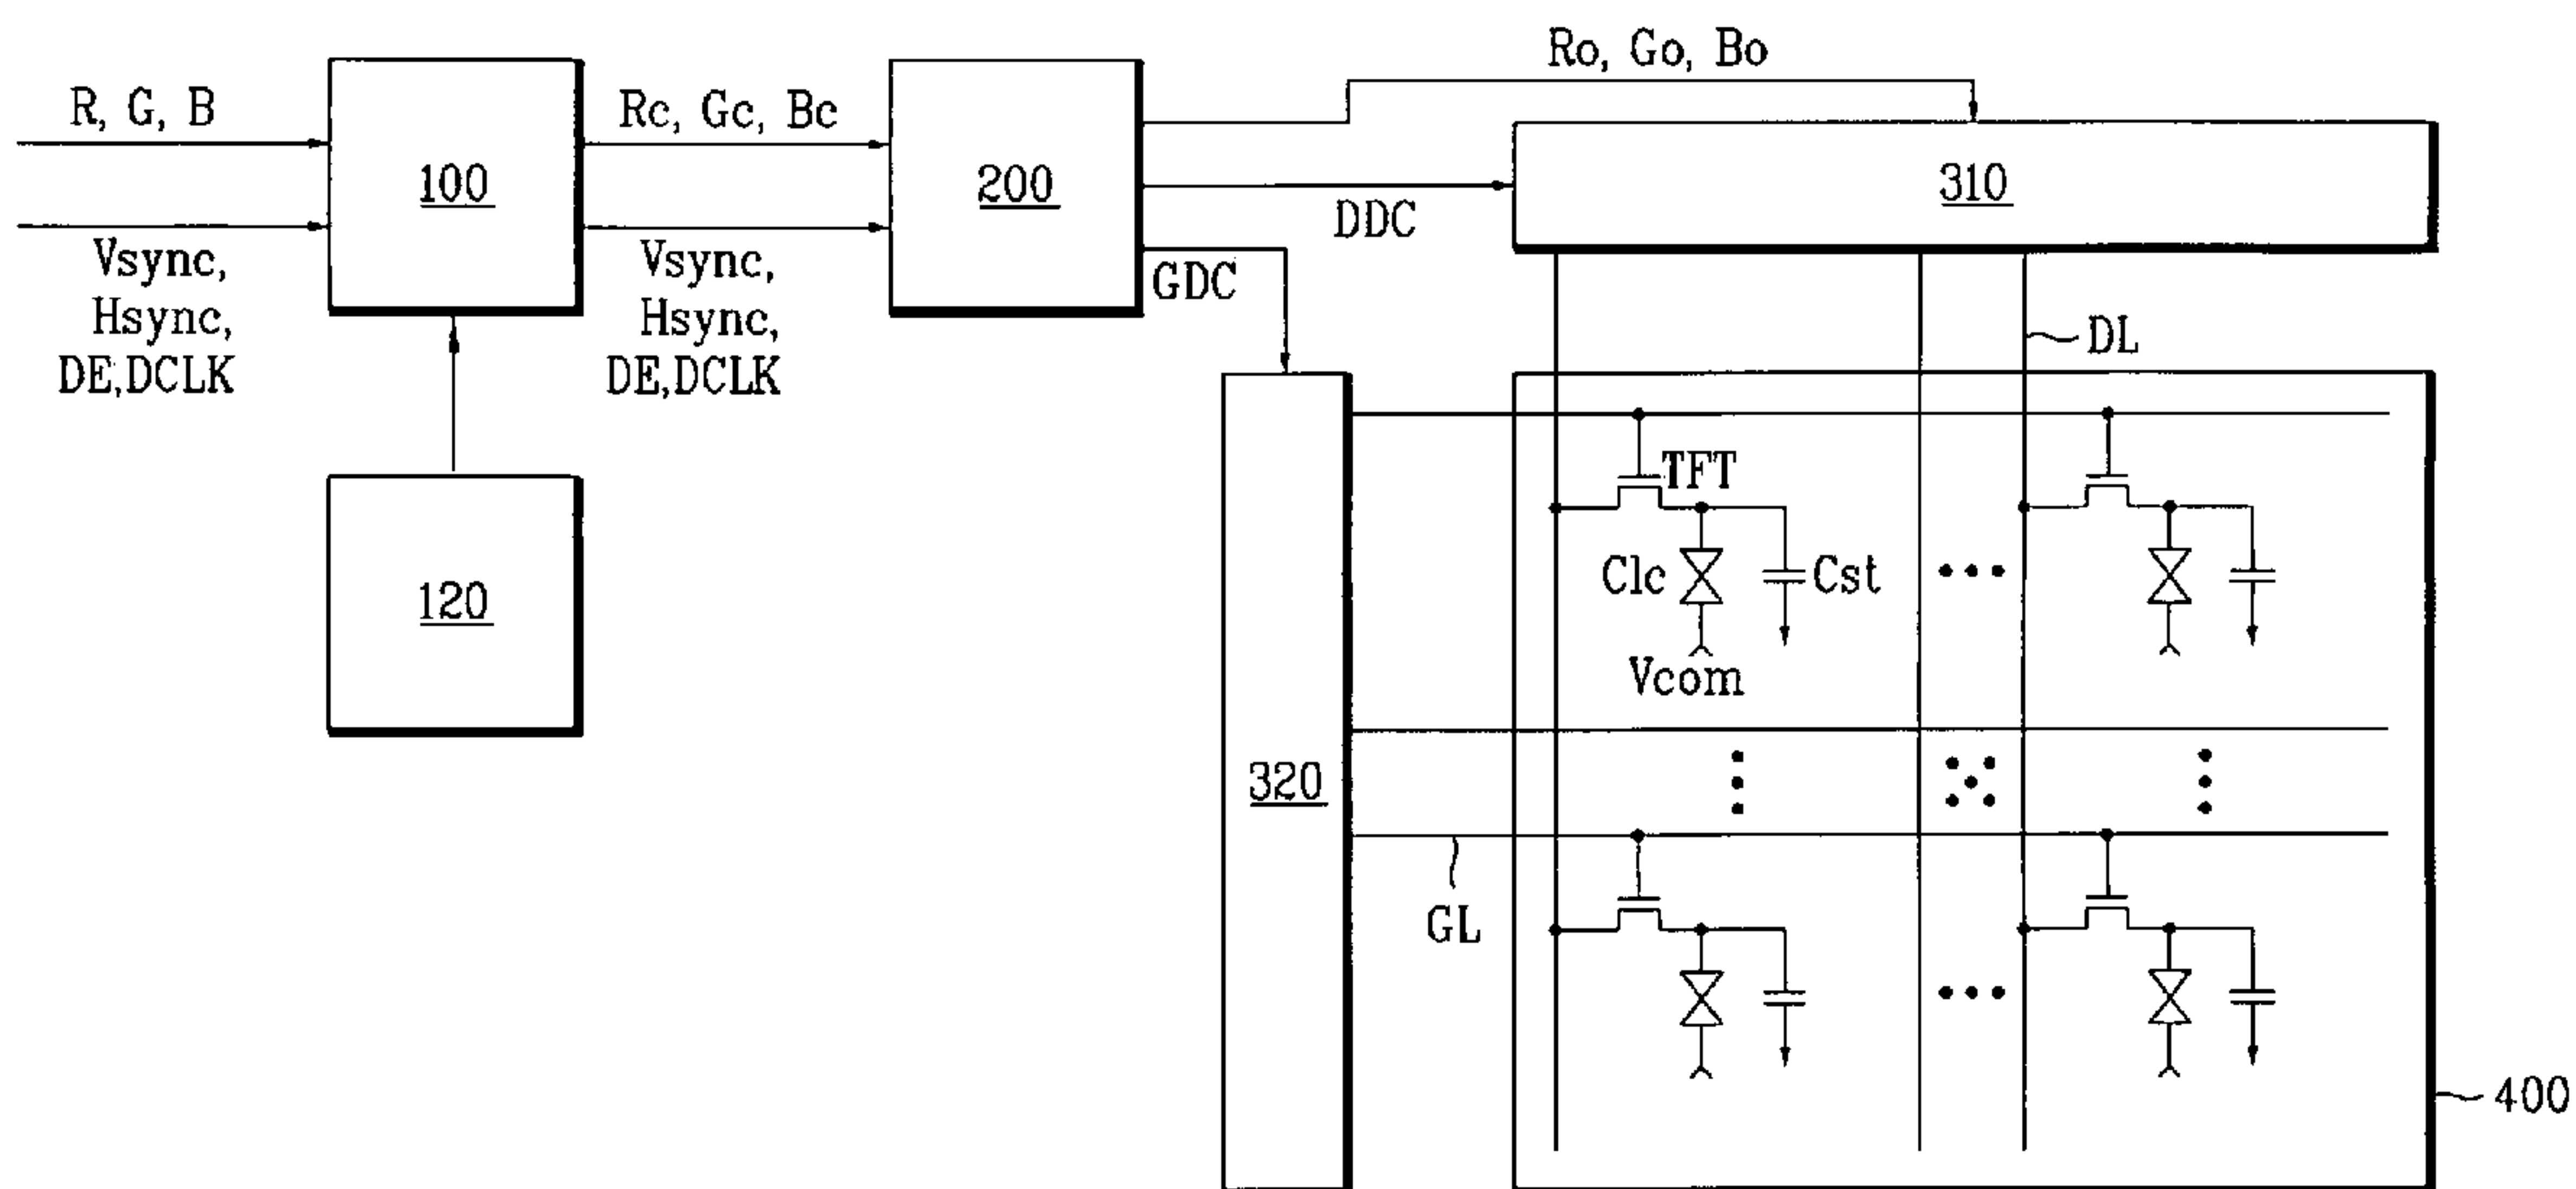 R, G, B
Vsync,
Hsync,
DE,DCLK
100
120
Rc, Gc, Bc
Vsync,
Hsync,
DE,DCLK
200
Ro, Go, Bo
DDC
GDC
310
DL
320
TFT
Clc
Cst
Vcom
GL
400